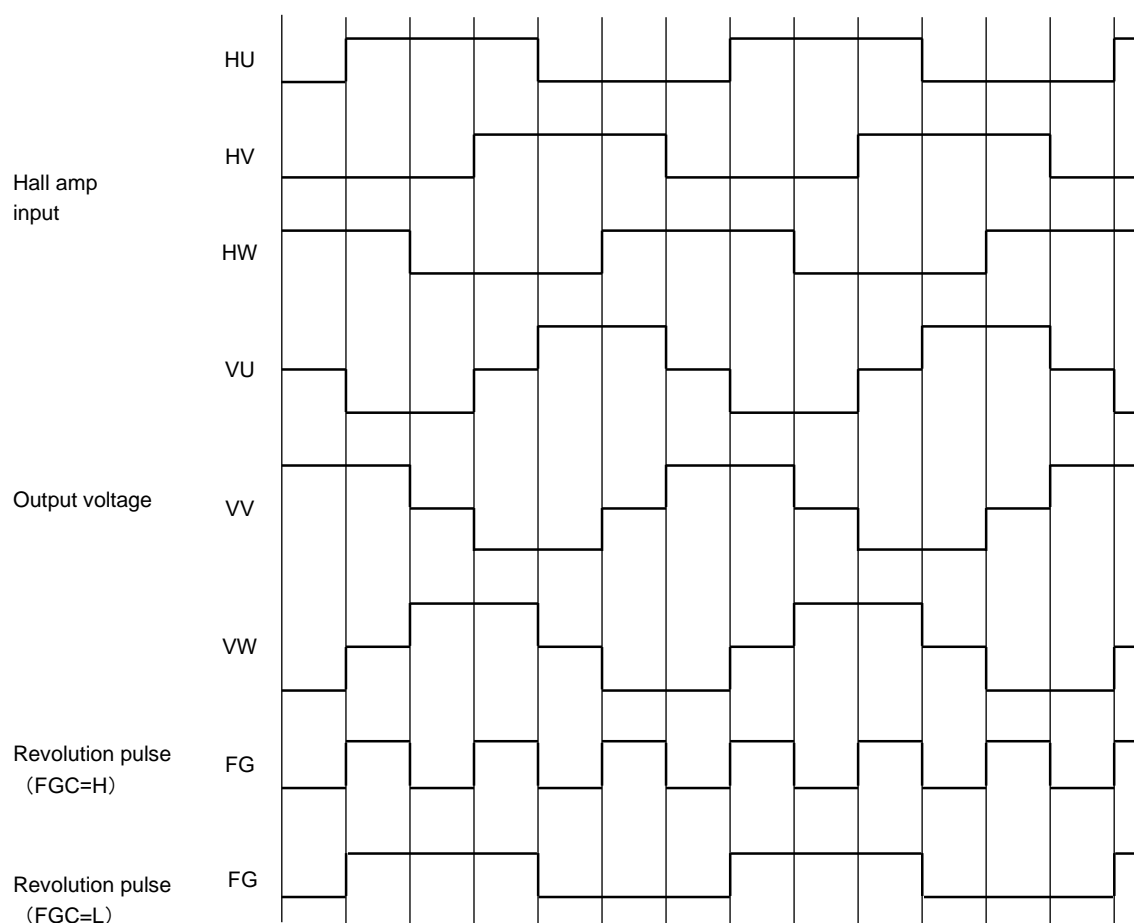 HU
HV
Hall amp
input
HW
VU
Output voltage
VV
VW
Revolution pulse
（FGC=H）
FG
Revolution pulse
（FGC=L）
FG